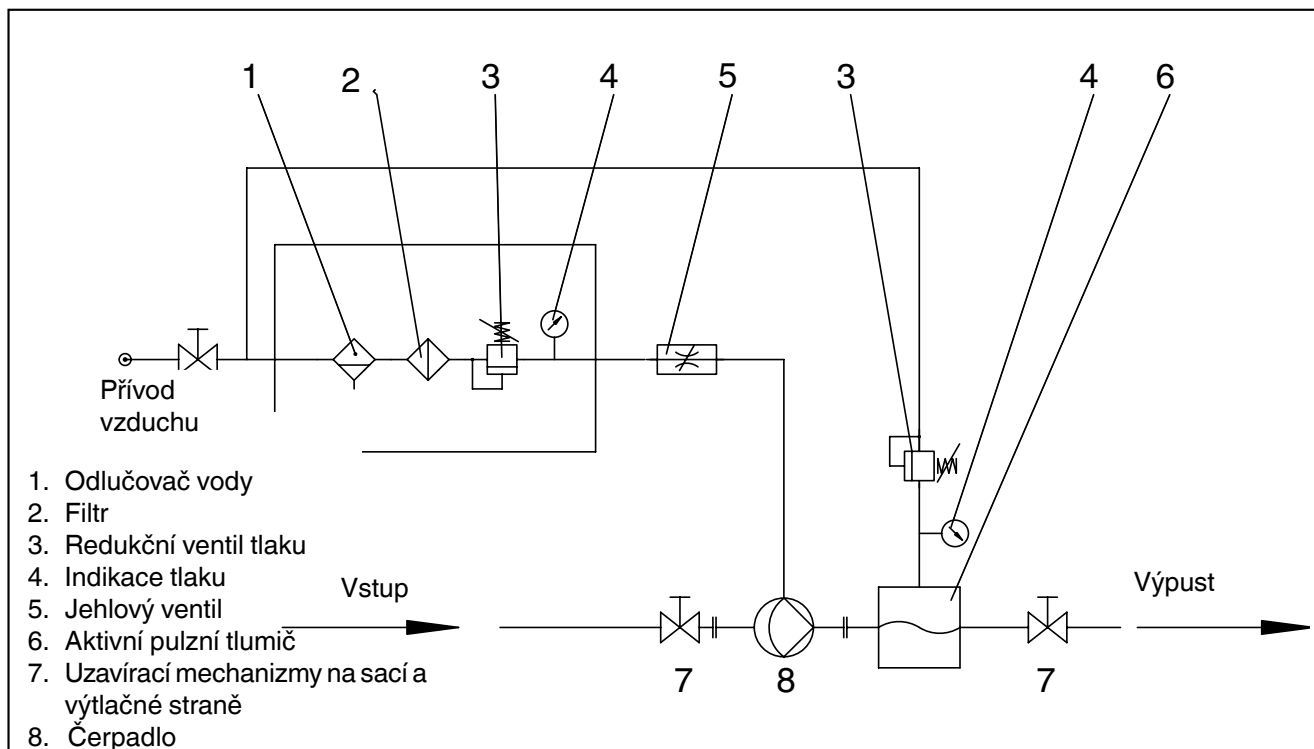 1 2 3 4 5 3 4 6
Přívod
vzduchu
1. Odlučovač vody
2. Filtr
3. Redukční ventil tlaku
4. Indikace tlaku
5. Jehlový ventil
6. Aktivní pulzní tlumič
7. Uzavírací mechanizmy na sací a
výtlačné straně
8. Čerpadlo
Vstup
Výpust
7 8 7